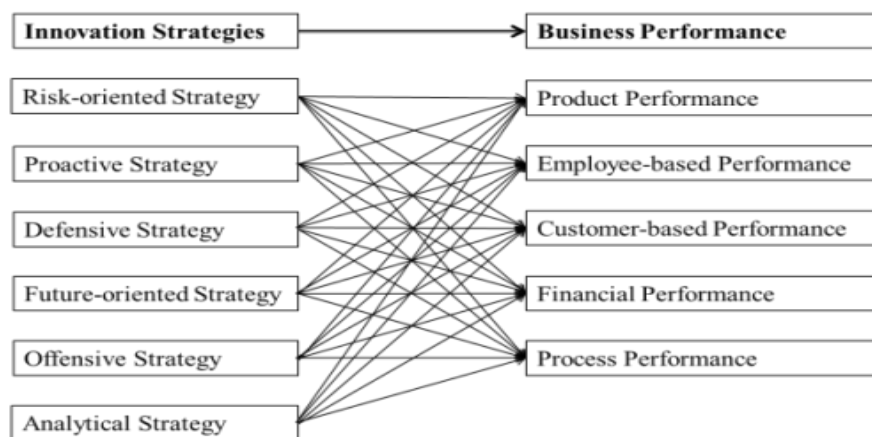 Innovation Strategies
Business Performance
Risk-oriented Strategy
Product Performance
Proactive Strategy
Employee-based Performance
Defensive Strategy
Customer-based Performance
Future-oriented Strategy
Financial Performance
Offensive Strategy
Process Performance
Analytical Strategy